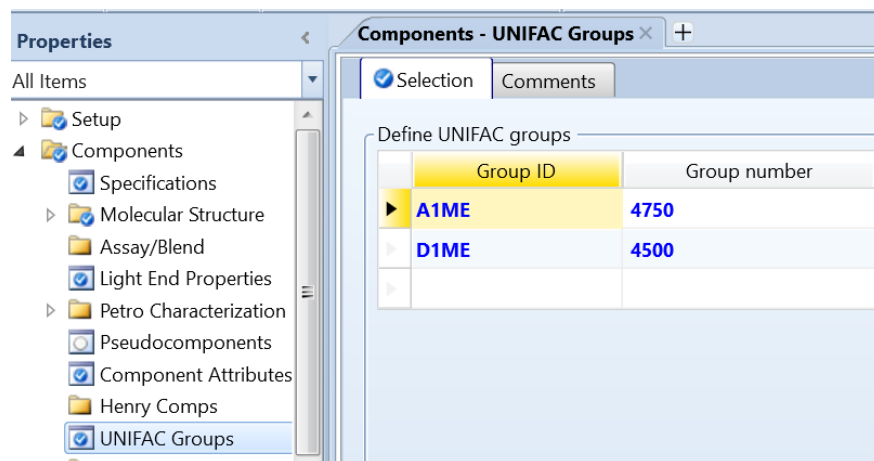 Properties
All Items
Setup
Components
Specifications
Molecular Structure
Assay/Blend
Light End Properties
Petro Characterization
Pseudocomponents
Component Attributes
Henry Comps
UNIFAC Groups
Components - UNIFAC Groups
Selection Comments
Define UNIFAC groups
Group ID Group number
A1ME 4750
D1ME 4500